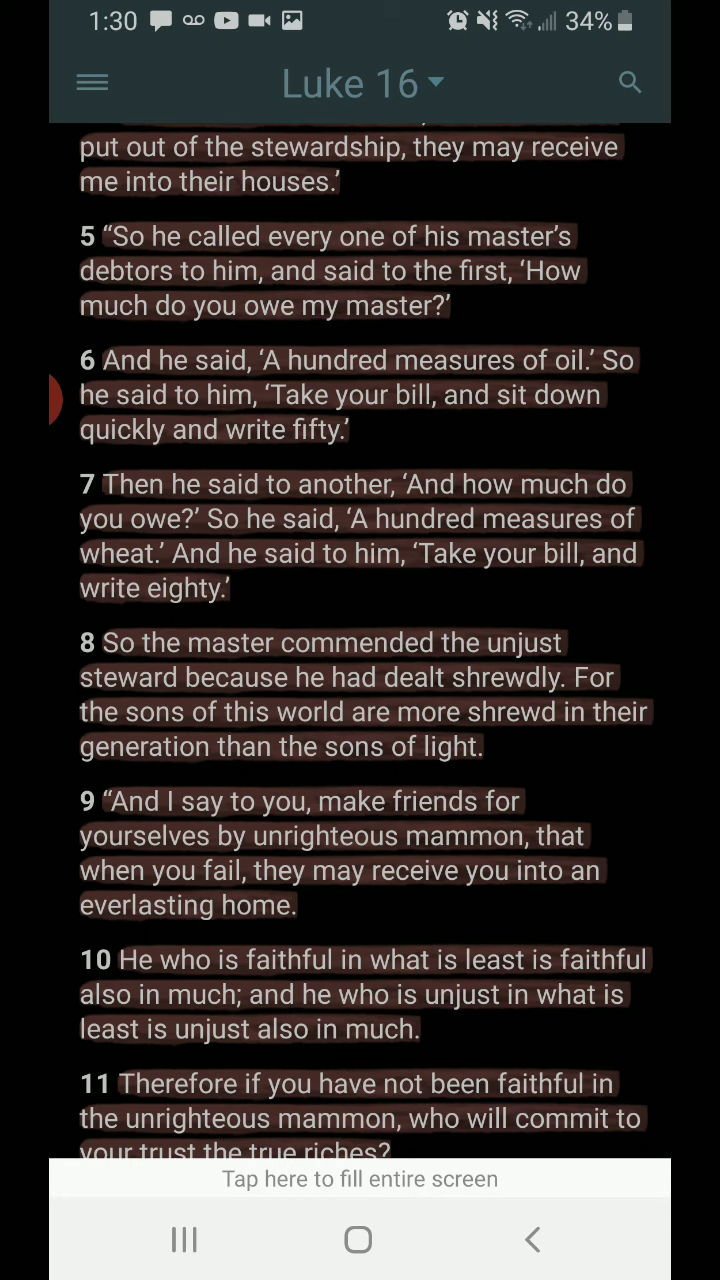 1:30
34%
Luke 16
put out of the stewardship, they may receive
me into their houses.’
5 “So he called every one of his master’s
debtors to him, and said to the first, ‘How
much do you owe my master?’
6 And he said, ‘A hundred measures of oil.’ So
he said to him, ‘Take your bill, and sit down
quickly and write fifty.’
7 Then he said to another, ‘And how much do
you owe?’ So he said, ‘A hundred measures of
wheat.’ And he said to him, ‘Take your bill, and
write eighty.’
8 So the master commended the unjust
steward because he had dealt shrewdly. For
the sons of this world are more shrewd in their
generation than the sons of light.
9 “And I say to you, make friends for
yourselves by unrighteous mammon, that
when you fail, they may receive you into an
everlasting home.
10 He who is faithful in what is least is faithful
also in much; and he who is unjust in what is
least is unjust also in much.
11 Therefore if you have not been faithful in
the unrighteous mammon, who will commit to
your trust the true riches?
Tap here to fill entire screen